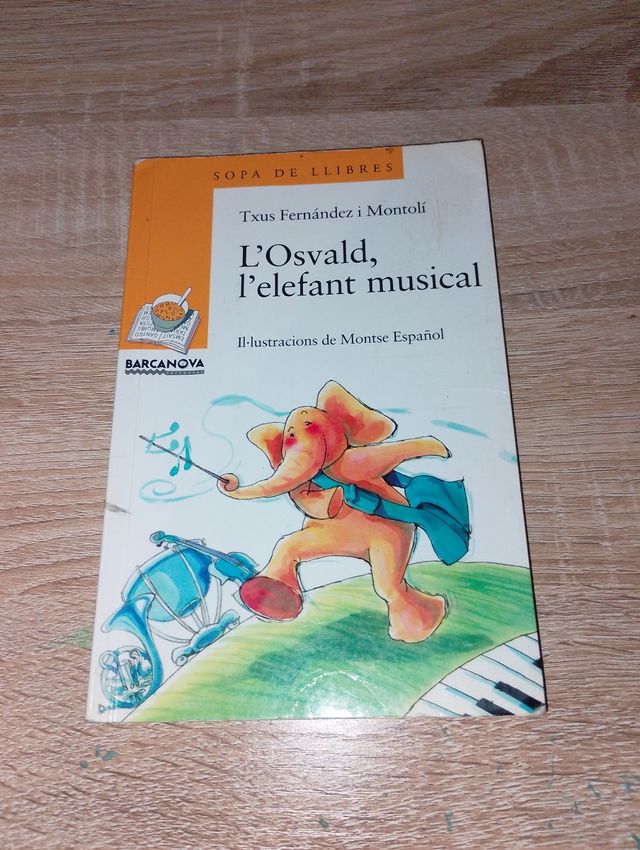 SOPA DE LLIBRES
Txus Fernández i Montolí
L'Osvald,
l'elefant musical
Il·lustracions de Montse Español
BARCANOVA